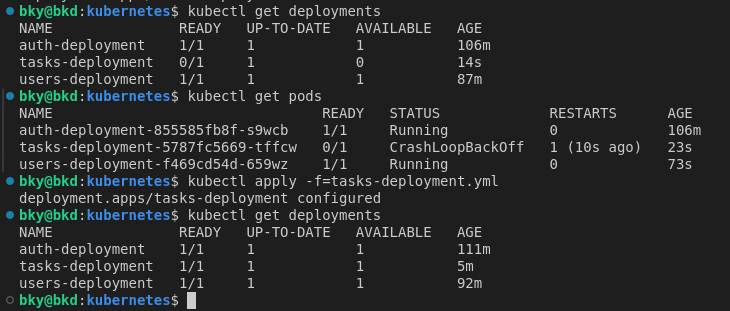 bky@bkd:kubernetes$ kubectl get deployments
NAME               READY   UP-TO-DATE   AVAILABLE   AGE
auth-deployment    1/1     1            1           106m
tasks-deployment   0/1     1            0           14s
users-deployment   1/1     1            1           87m
bky@bkd:kubernetes$ kubectl get pods
NAME                                READY   STATUS             RESTARTS      AGE
auth-deployment-855585fb8f-s9wcb    1/1     Running            0             106m
tasks-deployment-5787fc5669-tffcw   0/1     CrashLoopBackOff   1 (10s ago)   23s
users-deployment-f469cd54d-659wz    1/1     Running            0             73s
bky@bkd:kubernetes$ kubectl apply -f=tasks-deployment.yml
deployment.apps/tasks-deployment configured
bky@bkd:kubernetes$ kubectl get deployments
NAME               READY   UP-TO-DATE   AVAILABLE   AGE
auth-deployment    1/1     1            1           111m
tasks-deployment   1/1     1            1           5m
users-deployment   1/1     1            1           92m
bky@bkd:kubernetes$